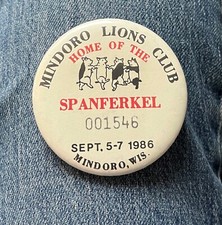 MINDORO LIONS CLUB
HOME OF THE
SPANFERKEL
001546
SEPT. 5-7 1986
MINDORO, WIS.